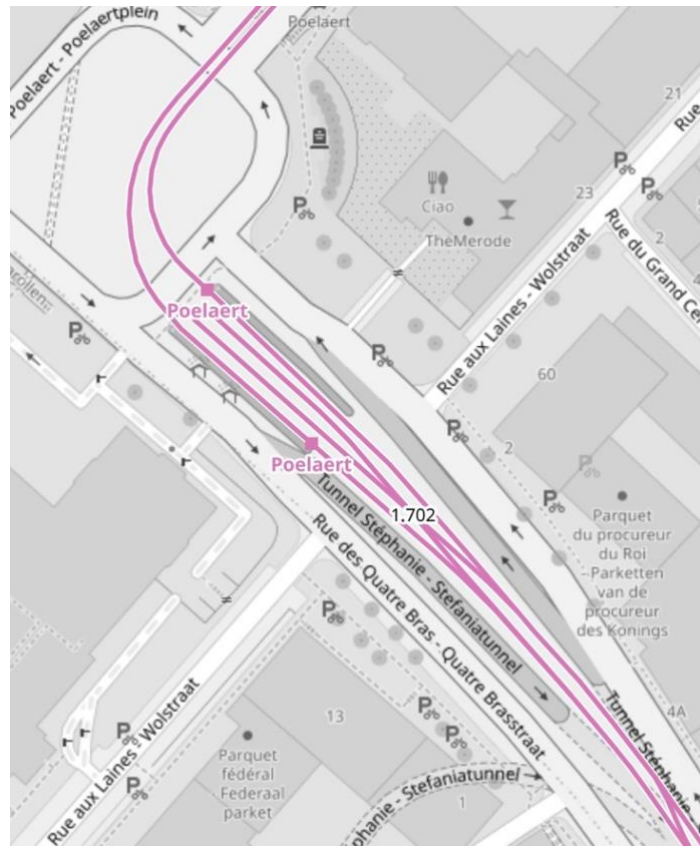 Poelaert - Poelaertplein
Poelaert
21
Rue
23
Ciao
TheMerode
Rue du Grand Ce
2
arollen
Rue aux Laines - Wolstraat
Poelaert
60
2
Poelaert
Tunnel Stéphanie - Stefaniatunnel
1.702
Parquet
du procureur
du Roi
- Parketten
van de
procureur
des Konings
Rue des Quatre Bras - Quatre Brasstraat
13
4A
Rue aux Laines - Wolstraat
Parquet
fédéral
- Federaal
parket
Tunnel Stéphanie
phanie - Stefaniatunnel
1